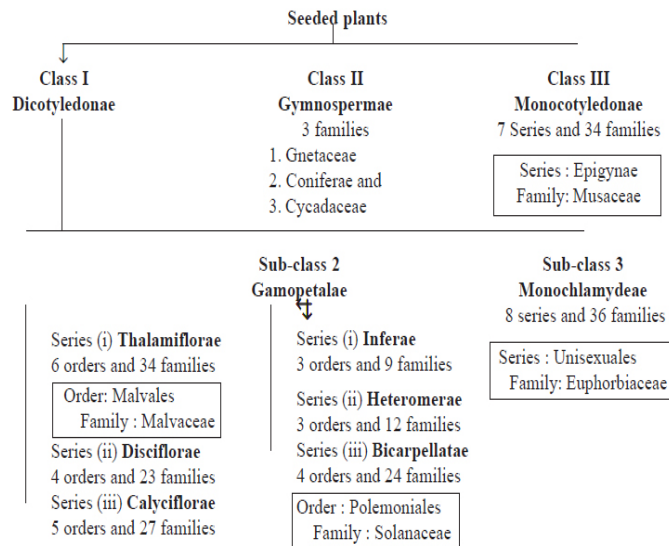 Seeded plants
Class I
Dicotyledonae
Class II
Gymnospermae
3 families
1. Gnetaceae
2. Coniferae and
3. Cycadaceae
Class III
Monocotyledonae
7 Series and 34 families
Series : Epigynae
Family: Musaceae
Sub-class 2
Gamopetalae
Sub-class 3
Monochlamydeae
8 series and 36 families
Series : Unisexuales
Family: Euphorbiaceae
Series (i) Thalamiflorae
6 orders and 34 families
Order: Malvales
Family : Malvaceae
Series (ii) Disciflorae
4 orders and 23 families
Series (iii) Calyciflorae
5 orders and 27 families
Series (i) Inferae
3 orders and 9 families
Series (ii) Heteromerae
3 orders and 12 families
Series (iii) Bicarpellatae
4 orders and 24 families
Order : Polemoniales
Family : Solanaceae